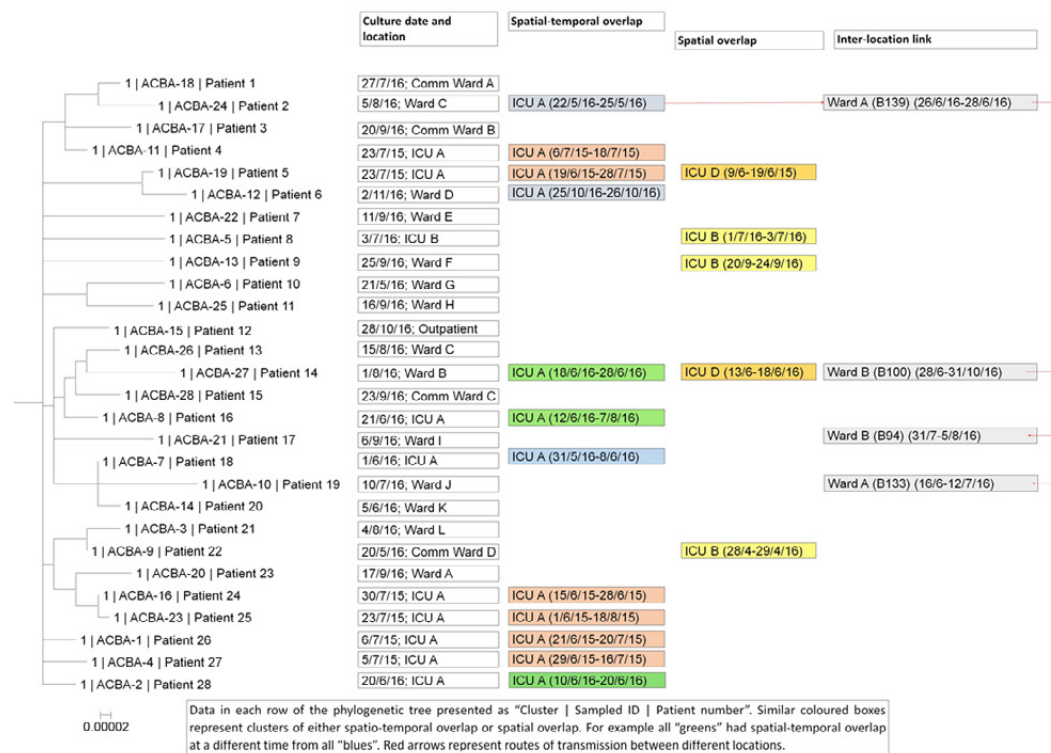 Culture date and location
Spatial-temporal overlap
Spatial overlap
Inter-location link
1 | ACBA-18 | Patient 1 27/7/16; Comm Ward A
1 | ACBA-24 | Patient 2 5/8/16; Ward C ICU A (22/5/16-25/5/16) Ward A (B139) (26/6/16-28/6/16)
1 | ACBA-17 | Patient 3 20/9/16; Comm Ward B
1 | ACBA-11 | Patient 4 23/7/15; ICU A ICU A (6/7/15-18/7/15)
1 | ACBA-19 | Patient 5 23/7/15; ICU A ICU A (19/6/15-28/7/15) ICU D (9/6-19/6/15)
1 | ACBA-12 | Patient 6 2/11/16; Ward D ICU A (25/10/16-26/10/16)
1 | ACBA-22 | Patient 7 11/9/16; Ward E
1 | ACBA-5 | Patient 8 3/7/16; ICU B ICU B (1/7/16-3/7/16)
1 | ACBA-13 | Patient 9 25/9/16; Ward F ICU B (20/9-24/9/16)
1 | ACBA-6 | Patient 10 21/5/16; Ward G
1 | ACBA-25 | Patient 11 16/9/16; Ward H
1 | ACBA-15 | Patient 12 28/10/16; Outpatient
1 | ACBA-26 | Patient 13 15/8/16; Ward C
1 | ACBA-27 | Patient 14 1/8/16; Ward B ICU A (18/6/16-28/6/16) ICU D (13/6-18/6/16) Ward B (B100) (28/6-31/10/16)
1 | ACBA-28 | Patient 15 23/9/16; Comm Ward C
1 | ACBA-8 | Patient 16 21/6/16; ICU A ICU A (12/6/16-7/8/16)
1 | ACBA-21 | Patient 17 6/9/16; Ward I Ward B (B94) (31/7-5/8/16)
1 | ACBA-7 | Patient 18 1/6/16; ICU A ICU A (31/5/16-8/6/16)
1 | ACBA-10 | Patient 19 10/7/16; Ward J Ward A (B133) (16/6-12/7/16)
1 | ACBA-14 | Patient 20 5/6/16; Ward K
1 | ACBA-3 | Patient 21 4/8/16; Ward L
1 | ACBA-9 | Patient 22 20/5/16; Comm Ward D ICU B (28/4-29/4/16)
1 | ACBA-20 | Patient 23 17/9/16; Ward A
1 | ACBA-16 | Patient 24 30/7/15; ICU A ICU A (15/6/15-28/6/15)
1 | ACBA-23 | Patient 25 23/7/15; ICU A ICU A (1/6/15-18/8/15)
1 | ACBA-1 | Patient 26 6/7/15; ICU A ICU A (21/6/15-20/7/15)
1 | ACBA-4 | Patient 27 5/7/15; ICU A ICU A (29/6/15-16/7/15)
1 | ACBA-2 | Patient 28 20/6/16; ICU A ICU A (10/6/16-20/6/16)
0.00002
Data in each row of the phylogenetic tree presented as "Cluster | Sampled ID | Patient number". Similar coloured boxes
represent clusters of either spatio-temporal overlap or spatial overlap. For example all "greens" had spatial-temporal overlap
at a different time from all "blues". Red arrows represent routes of transmission between different locations.